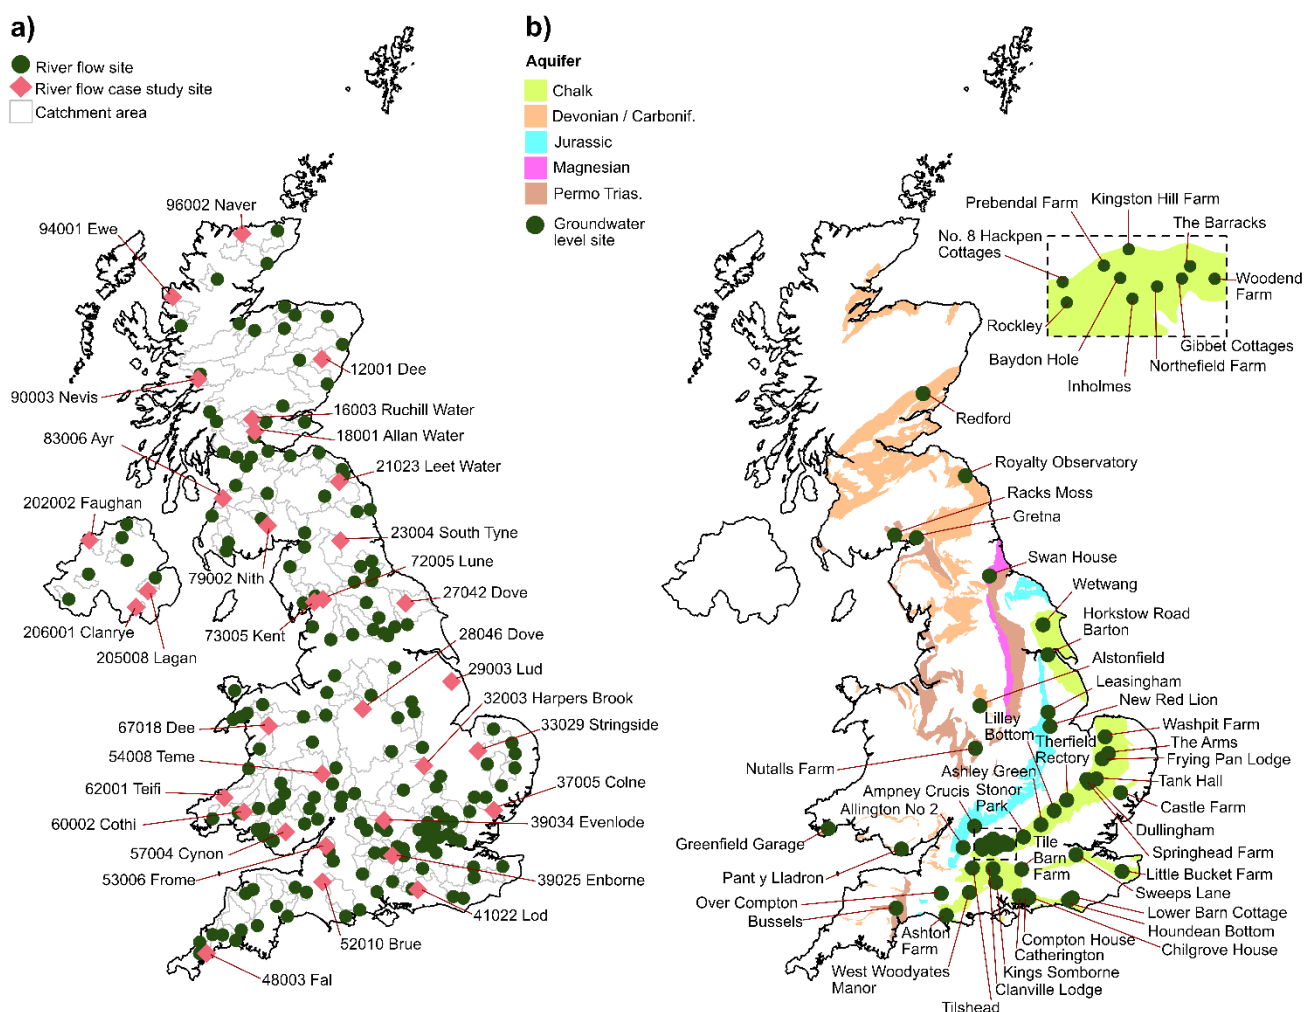 a)
River flow site
River flow case study site
Catchment area
96002 Naver
94001 Ewe
12001 Dee
90003 Nevis
16003 Ruchill Water
83006 Ayr
18001 Allan Water
21023 Leet Water
202002 Faughan
23004 South Tyne
72005 Lune
79002 Nith
27042 Dove
73005 Kent
206001 Clanrye
28046 Dove
205008 Lagan
29003 Lud
32003 Harpers Brook
67018 Dee
33029 Stringside
54008 Teme
62001 Teifi
37005 Colne
60002 Cothi
39034 Evenlode
57004 Cynon
53006 Frome
39025 Enborne
41022 Lod
52010 Brue
48003 Fal
b)
Aquifer
Chalk
Devonian / Carbonif.
Jurassic
Magnesian
Permo Trias.
Groundwater
level site
Kingston Hill Farm
Prebendal Farm
The Barracks
No. 8 Hackpen
Cottages
Woodend
Farm
Rockley
Gibbet Cottages
Baydon Hole
Northefield Farm
Inholmes
Redford
Royalty Observatory
Racks Moss
Gretna
Swan House
Wetwang
Horkstow Road
Barton
Alstonfield
Leasingham
New Red Lion
Lilley
Bottom
Washpit Farm
Therfield
Rectory
The Arms
Frying Pan Lodge
Nutalls Farm
Ashley Green
Tank Hall
Ampney Crucis
Stonor
Park
Allington No 2
Castle Farm
Dullingham
Greenfield Garage
Tile
Barn
Farm
Springhead Farm
Pant y Lladron
Little Bucket Farm
Sweeps Lane
Over Compton
Lower Barn Cottage
Bussels
Houndean Bottom
Ashton
Farm
Compton House
Chilgrove House
Catherington
West Woodyates
Manor
Kings Somborne
Clanville Lodge
Tilshead